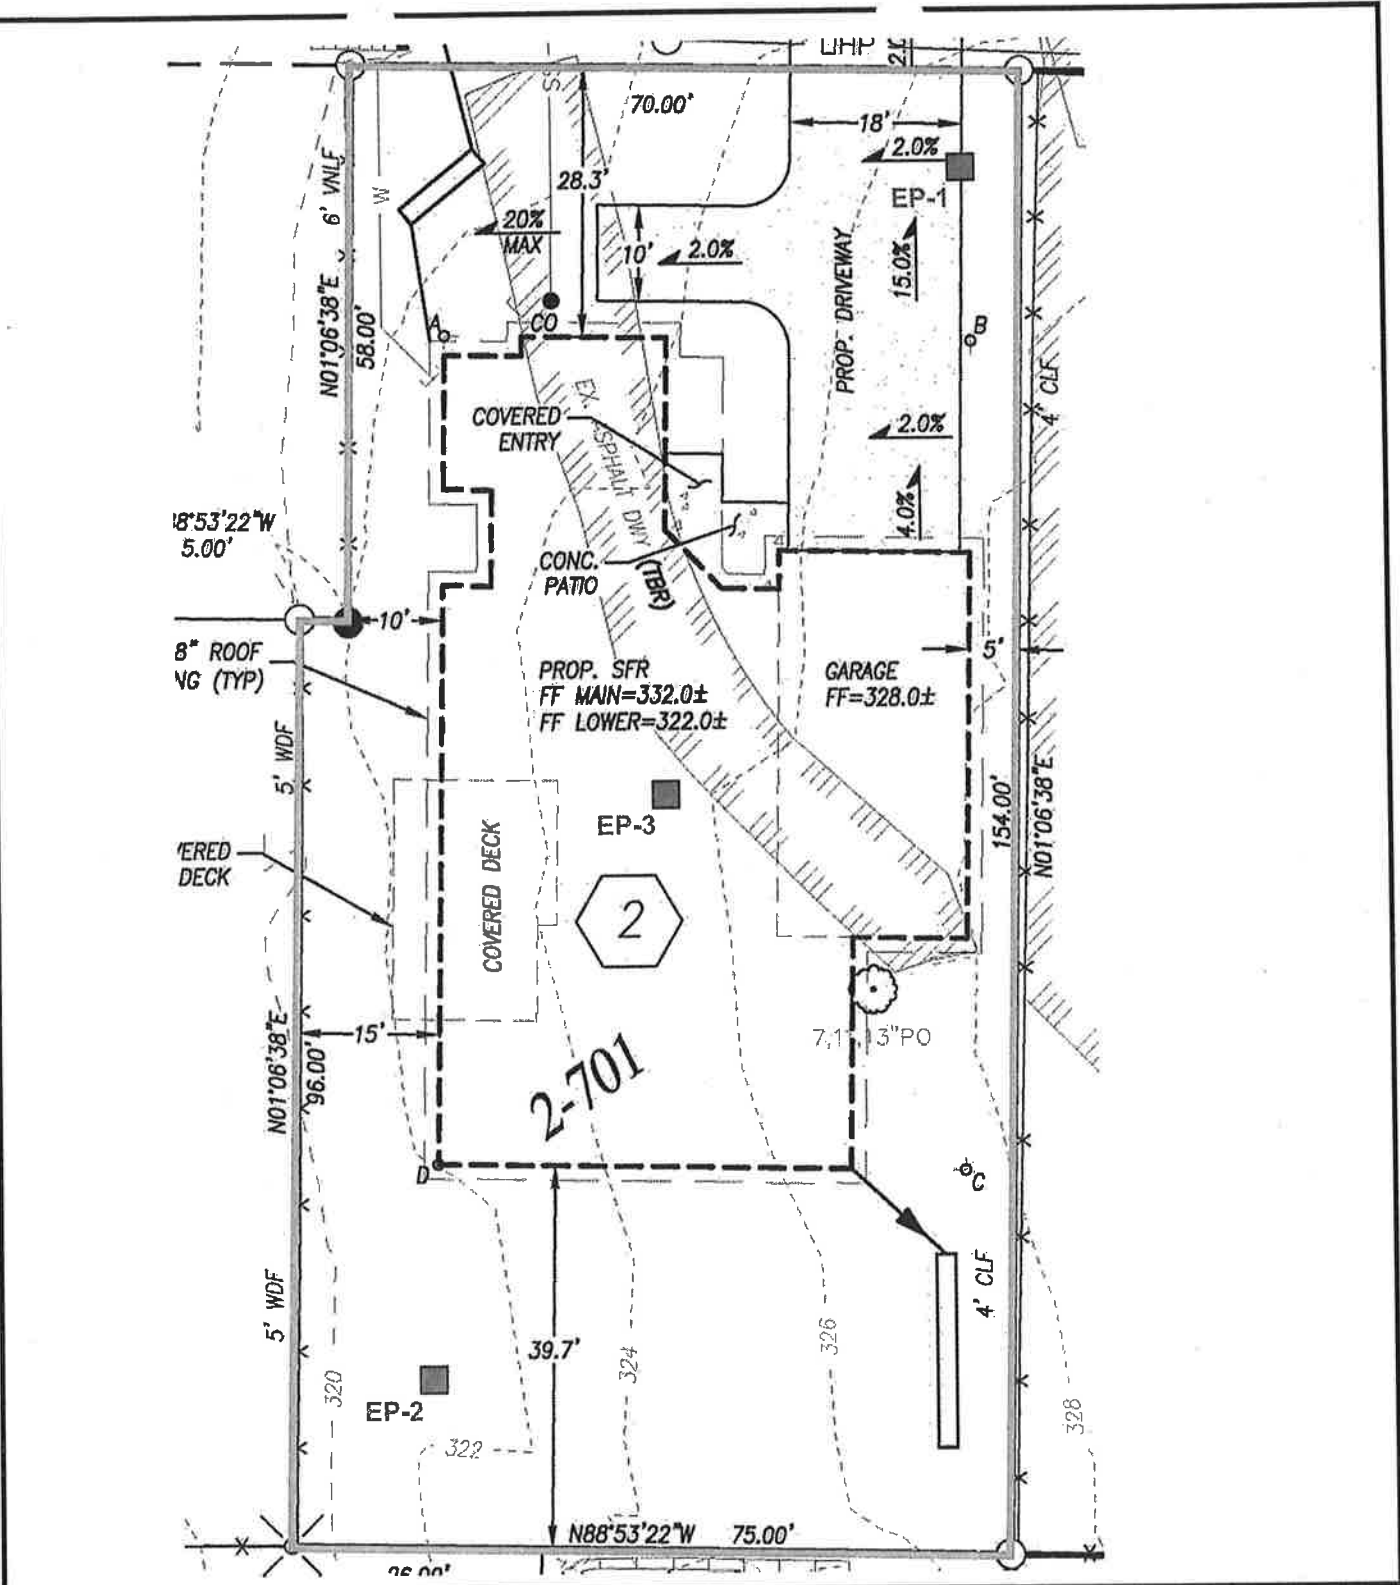 UHP
S
70.00'
18'
2.0%
EP-1
6' VNLF
W
28.3'
20%
MAX
10'
2.0%
15.0%
PROP. DRIVEWAY
N01°06'38"E
58.00'
A
CO
B
4' CLF
EX. ASPHALT DWY (TBR)
COVERED
ENTRY
2.0%
4.0%
8°53'22"W
5.00'
CONC.
PATIO
10'
8" ROOF
NG (TYP)
PROP. SFR
FF MAIN=332.0±
FF LOWER=322.0±
GARAGE
FF=328.0±
5'
5' WDF
154.00'
N01°06'38"E
EP-3
VERED
DECK
COVERED DECK
2
15'
N01°06'38"E
96.00'
2-701
D
C
5' WDF
4' CLF
39.7'
320
324
326
328
EP-2
322
N88°53'22"W 75.00'
26.00'